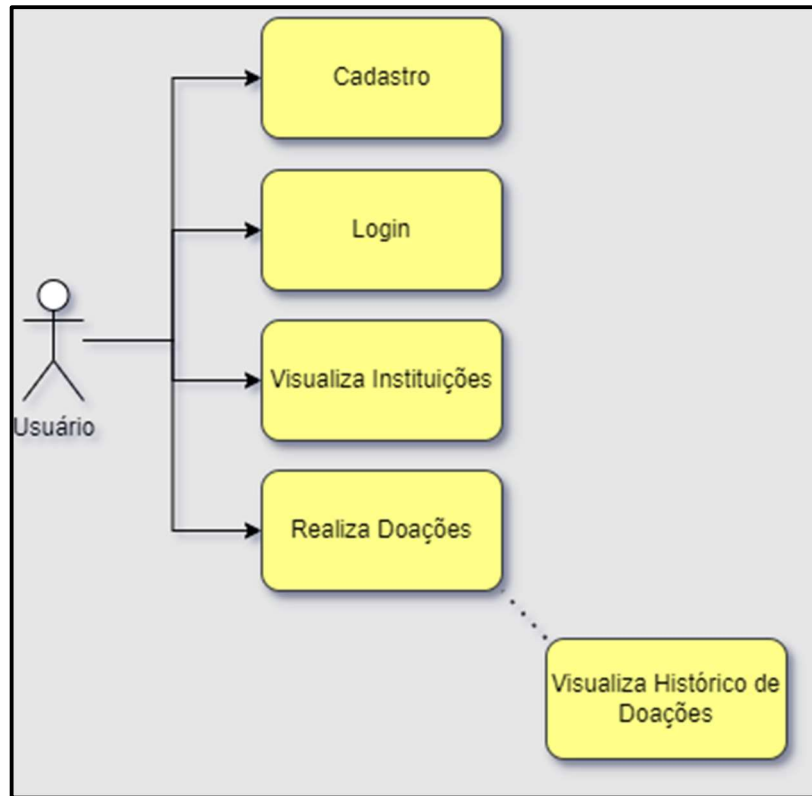 Cadastro
Login
Visualiza Instituições
Usuário
Realiza Doações
Visualiza Histórico de
Doações